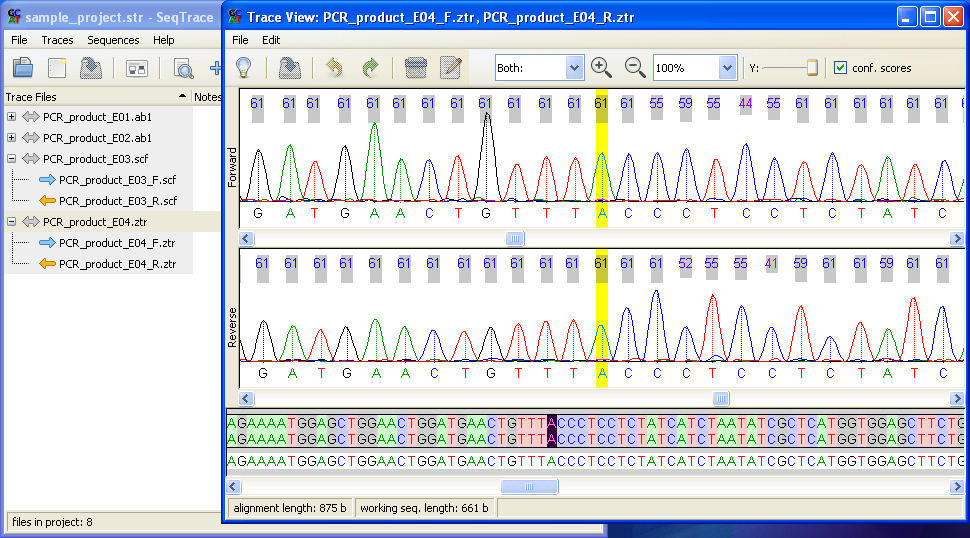 sample_project.str - SeqTrace
File Traces Sequences Help
Trace Files Notes
PCR_product_E01.ab1
PCR_product_E02.ab1
PCR_product_E03.scf
PCR_product_E03_F.scf
PCR_product_E03_R.scf
PCR_product_E04.ztr
PCR_product_E04_F.ztr
PCR_product_E04_R.ztr
files in project: 8
Trace View: PCR_product_E04_F.ztr, PCR_product_E04_R.ztr
File Edit
Both: 100% Y: conf. scores
Forward
61 61 61 61 61 61 61 61 61 61 61 61 61 61 55 59 55 44 55 61 61 61 61 61 61
G A T G A A C T G T T T A C C C T C C T C T A T C
Reverse
61 61 61 61 61 61 61 61 61 61 61 61 61 61 61 52 55 55 41 59 61 61 59 61 61
G A T G A A C T G T T T A C C C T C C T C T A T C
AGAAAATGGAGCTGGAACTGGATGAACTGTTTACCCTCCTCTATCATCTAATATCGCTCATGGTGGAGCTTCTG
AGAAAATGGAGCTGGAACTGGATGAACTGTTTACCCTCCTCTATCATCTAATATCGCTCATGGTGGAGCTTCTG
AGAAAATGGAGCTGGAACTGGATGAACTGTTTACCCTCCTCTATCATCTAATATCGCTCATGGTGGAGCTTCTG
alignment length: 875 b working seq. length: 661 b